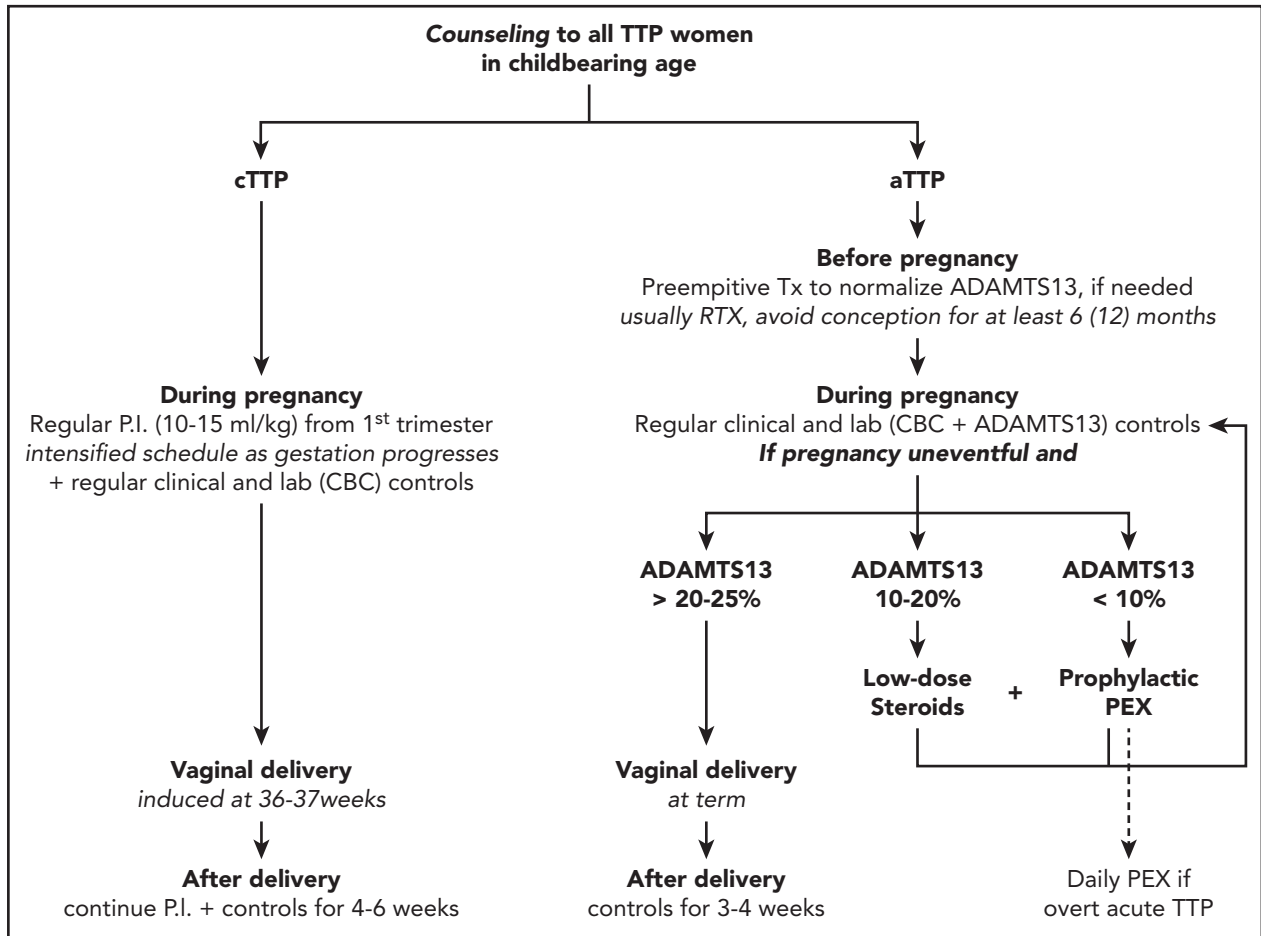 Counseling to all TTP women
in childbearing age
cTTP
During pregnancy
Regular P.I. (10-15 ml/kg) from 1st trimester
intensified schedule as gestation progresses
+ regular clinical and lab (CBC) controls
Vaginal delivery
induced at 36-37weeks
After delivery
continue P.I. + controls for 4-6 weeks
aTTP
Before pregnancy
Preempitive Tx to normalize ADAMTS13, if needed
usually RTX, avoid conception for at least 6 (12) months
During pregnancy
Regular clinical and lab (CBC + ADAMTS13) controls
If pregnancy uneventful and
ADAMTS13
> 20-25%
Vaginal delivery
at term
After delivery
controls for 3-4 weeks
ADAMTS13
10-20%
Low-dose
Steroids
+
ADAMTS13
< 10%
Prophylactic
PEX
Daily PEX if
overt acute TTP